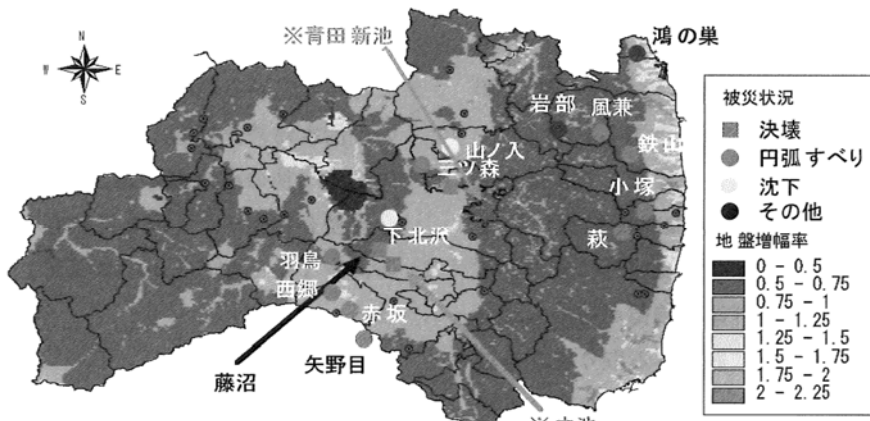 ※青田新池
鴻の巣
N
W E
S
岩部
風兼
鉄山
山ノ入
三ツ森
小塚
下北沢
萩
羽鳥
西郷
赤坂
藤沼
矢野目
被災状況
決壊
円弧すべり
沈下
その他
地盤増幅率
0 - 0.5
0.5 - 0.75
0.75 - 1
1 - 1.25
1.25 - 1.5
1.5 - 1.75
1.75 - 2
2 - 2.25